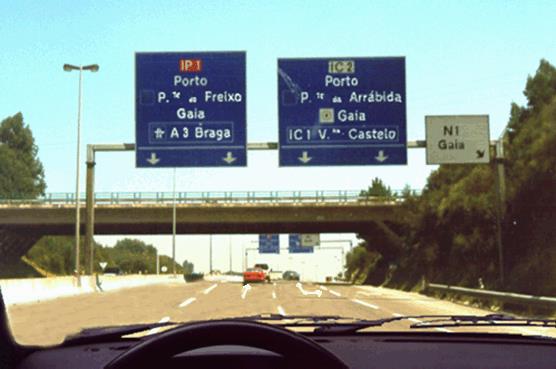 IP 1
Porto
P.te do Freixo
Gaia
A 3 Braga
IC 2
Porto
P.te da Arrábida
Gaia
IC 1 V.na Castelo
N1
Gaia